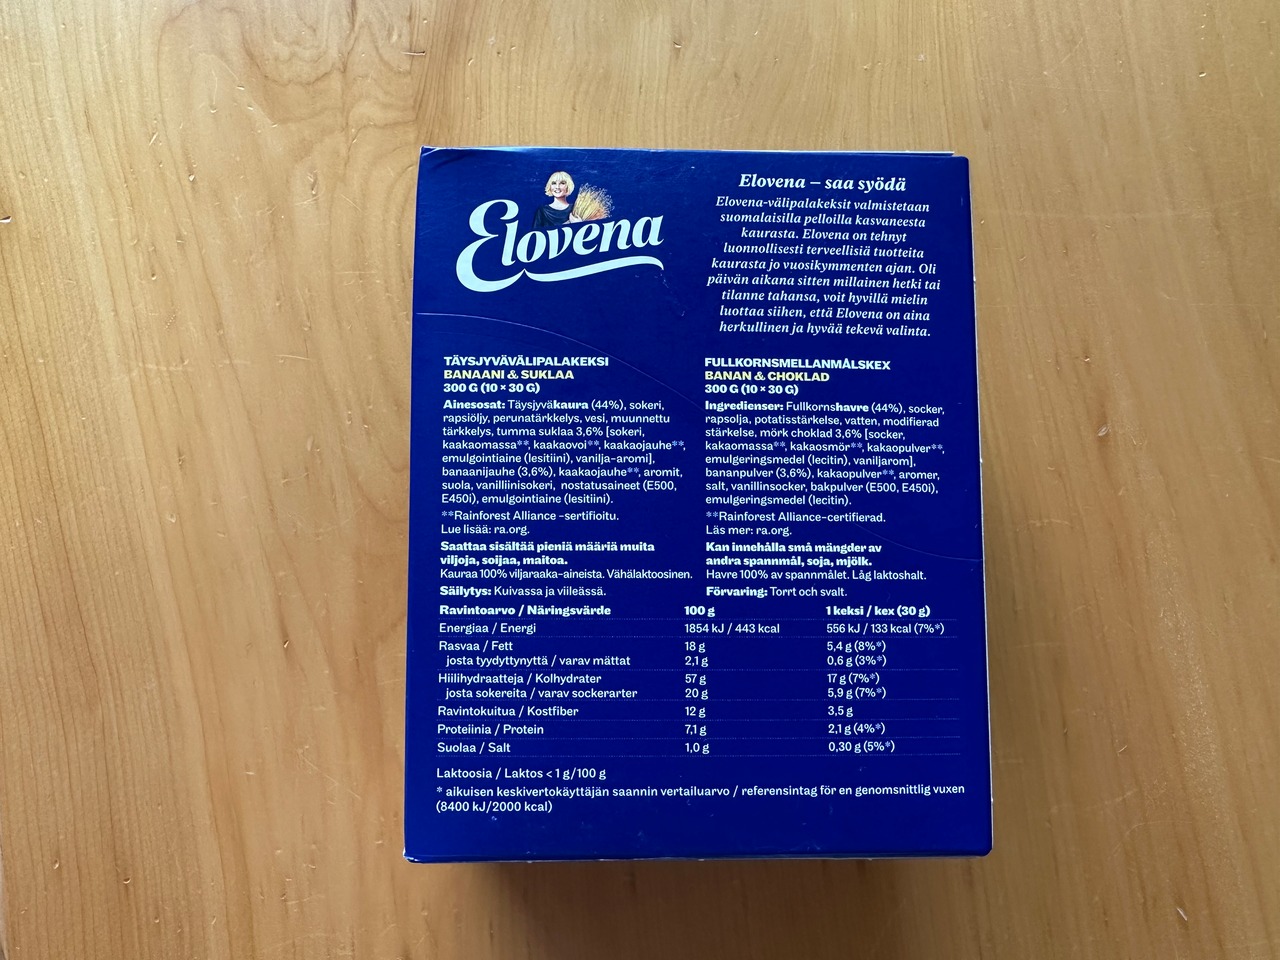 Elovena
Elovena – saa syödä
Elovena-välipalakeksit valmistetaan
suomalaisilla pelloilla kasvaneesta
kaurasta. Elovena on tehnyt
luonnollisesti terveellisiä tuotteita
kaurasta jo vuosikymmenten ajan. Oli
päivän aikana sitten millainen hetki tai
tilanne tahansa, voit hyvillä mielin
luottaa siihen, että Elovena on aina
herkullinen ja hyvää tekevä valinta.
TÄYSJYVÄVÄLIPALAKEKSI
BANAANI & SUKLAA
300 G (10 × 30 G)
Ainesosat: Täysjyväkaura (44%), sokeri,
rapsiöljy, perunatärkkelys, vesi, muunnettu
tärkkelys, tumma suklaa 3,6% [sokeri,
kaakaomassa**, kaakaovoi**, kaakaojauhe**,
emulgointiaine (lesitiini), vanilja-aromi],
banaanijauhe (3,6%), kaakaojauhe**, aromit,
suola, vanilliinisokeri, nostatusaineet (E500,
E450i), emulgointiaine (lesitiini).
**Rainforest Alliance -sertifioitu.
Lue lisää: ra.org.
Saattaa sisältää pieniä määriä muita
viljoja, soijaa, maitoa.
Kauraa 100% viljaraaka-aineista. Vähälaktoosinen.
Säilytys: Kuivassa ja viileässä.
FULLKORNSMELLANMÅLSKEX
BANAN & CHOKLAD
300 G (10 × 30 G)
Ingredienser: Fullkornshavre (44%), socker,
rapsolja, potatisstärkelse, vatten, modifierad
stärkelse, mörk choklad 3,6% [socker,
kakaomassa**, kakaosmör**, kakaopulver**,
emulgeringsmedel (lecitin), vaniljarom],
bananpulver (3,6%), kakaopulver**, aromer,
salt, vanillinsocker, bakpulver (E500, E450i),
emulgeringsmedel (lecitin).
**Rainforest Alliance-certifierad.
Läs mer: ra.org.
Kan innehålla små mängder av
andra spannmål, soja, mjölk.
Havre 100% av spannmålet. Låg laktoshalt.
Förvaring: Torrt och svalt.
Ravintoarvo / Näringsvärde 100 g 1 keksi / kex (30 g)
Energiaa / Energi 1854 kJ / 443 kcal 556 kJ / 133 kcal (7%*)
Rasvaa / Fett 18 g 5,4 g (8%*)
josta tyydyttynyttä / varav mättat 2,1 g 0,6 g (3%*)
Hiilihydraatteja / Kolhydrater 57 g 17 g (7%*)
josta sokereita / varav sockerarter 20 g 5,9 g (7%*)
Ravintokuitua / Kostfiber 12 g 3,5 g
Proteiinia / Protein 7,1 g 2,1 g (4%*)
Suolaa / Salt 1,0 g 0,30 g (5%*)
Laktoosia / Laktos < 1 g/100 g
* aikuisen keskivertokäyttäjän saannin vertailuarvo / referensintag för en genomsnittlig vuxen
(8400 kJ/2000 kcal)